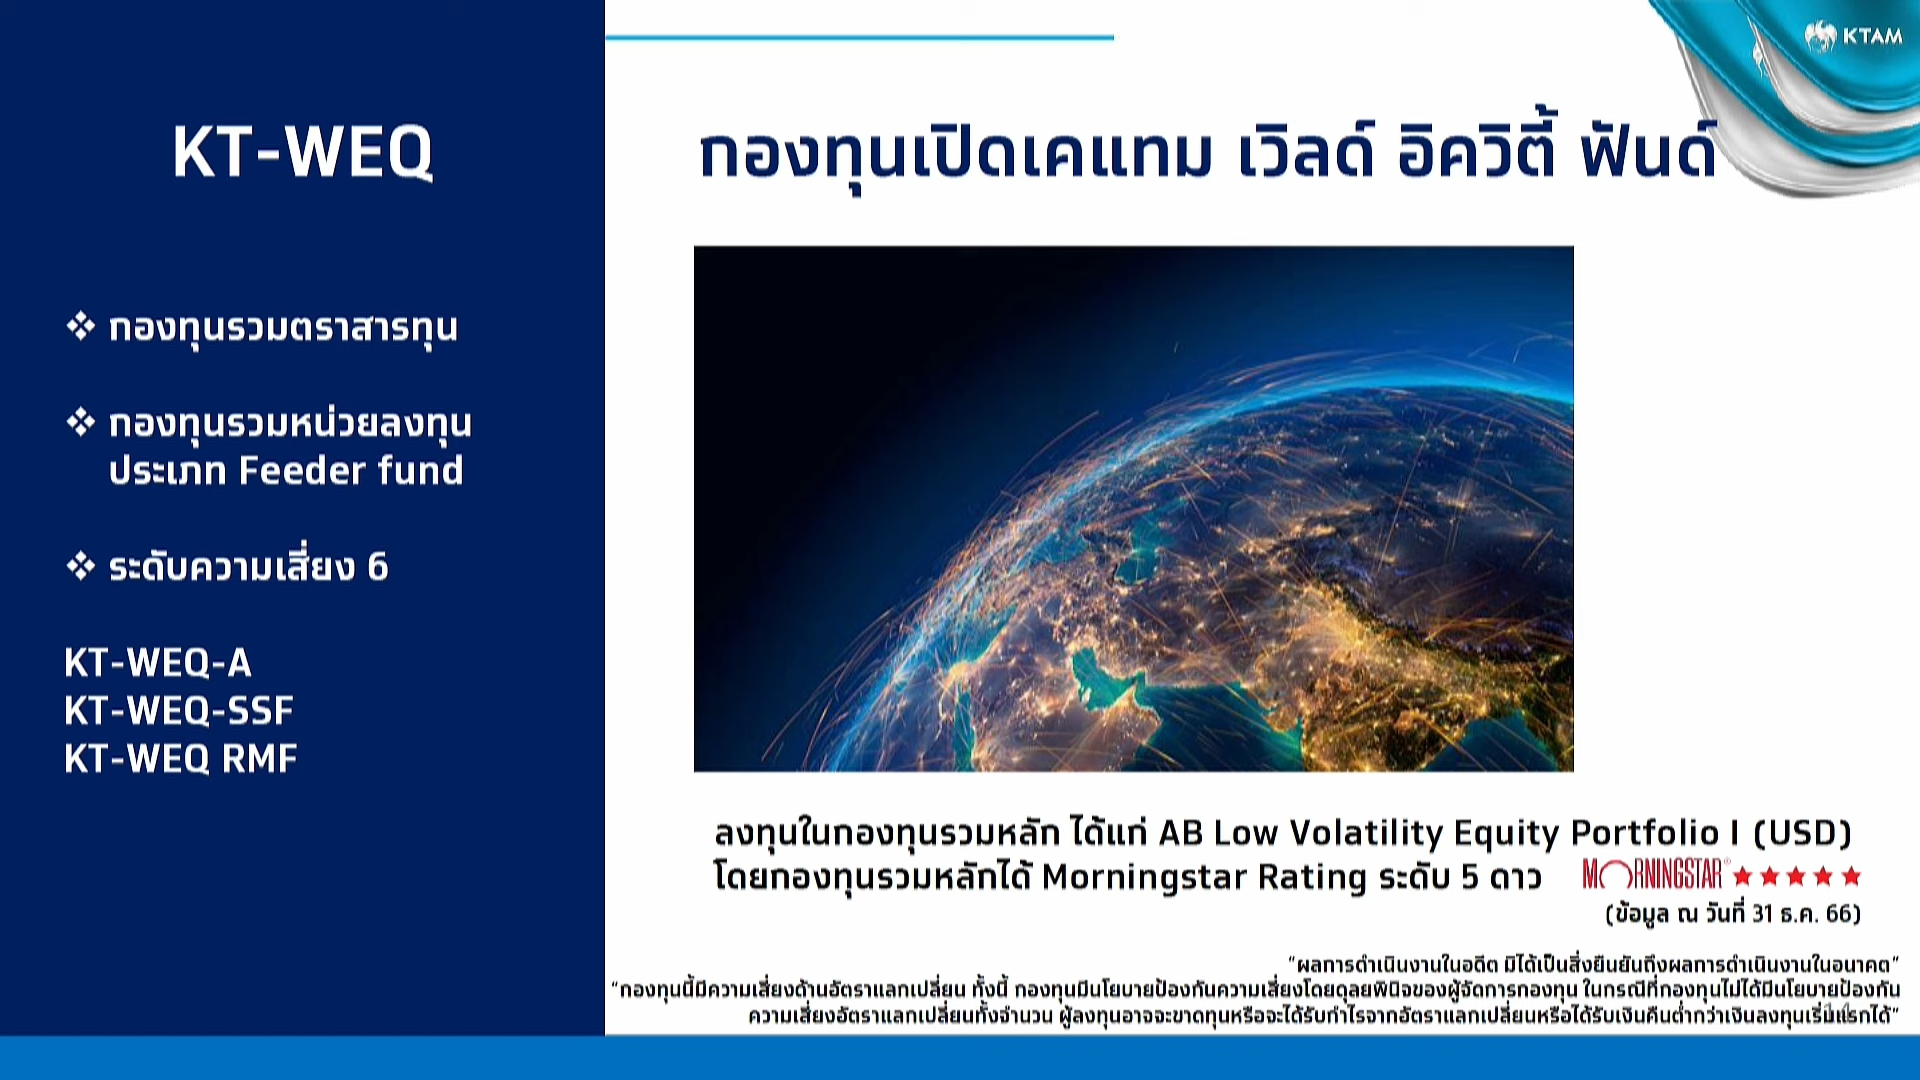 KTAM
KT-WEQ
กองทุนเปิดเคแทม เวิลด์ อิควิตี้ ฟันด์
❖ กองทุนรวมตราสารทุน
❖ กองทุนรวมหน่วยลงทุน
ประเภท Feeder fund
❖ ระดับความเสี่ยง 6
KT-WEQ-A
KT-WEQ-SSF
KT-WEQ RMF
ลงทุนในกองทุนรวมหลัก ได้แก่ AB Low Volatility Equity Portfolio I (USD)
โดยกองทุนรวมหลักได้ Morningstar Rating ระดับ 5 ดาว MORNINGSTAR® ★★★★★
(ข้อมูล ณ วันที่ 31 ธ.ค. 66)
“ผลการดำเนินงานในอดีต มิได้เป็นสิ่งยืนยันถึงผลการดำเนินงานในอนาคต”
“กองทุนนี้มีความเสี่ยงด้านอัตราแลกเปลี่ยน ทั้งนี้ กองทุนมีนโยบายป้องกันความเสี่ยงโดยดุลยพินิจของผู้จัดการกองทุน ในกรณีที่กองทุนไม่ได้มีนโยบายป้องกัน
ความเสี่ยงอัตราแลกเปลี่ยนทั้งจำนวน ผู้ลงทุนอาจจะขาดทุนหรือจะได้รับกำไรจากอัตราแลกเปลี่ยนหรือได้รับเงินคืนต่ำกว่าเงินลงทุนเริ่มแรกได้”
14